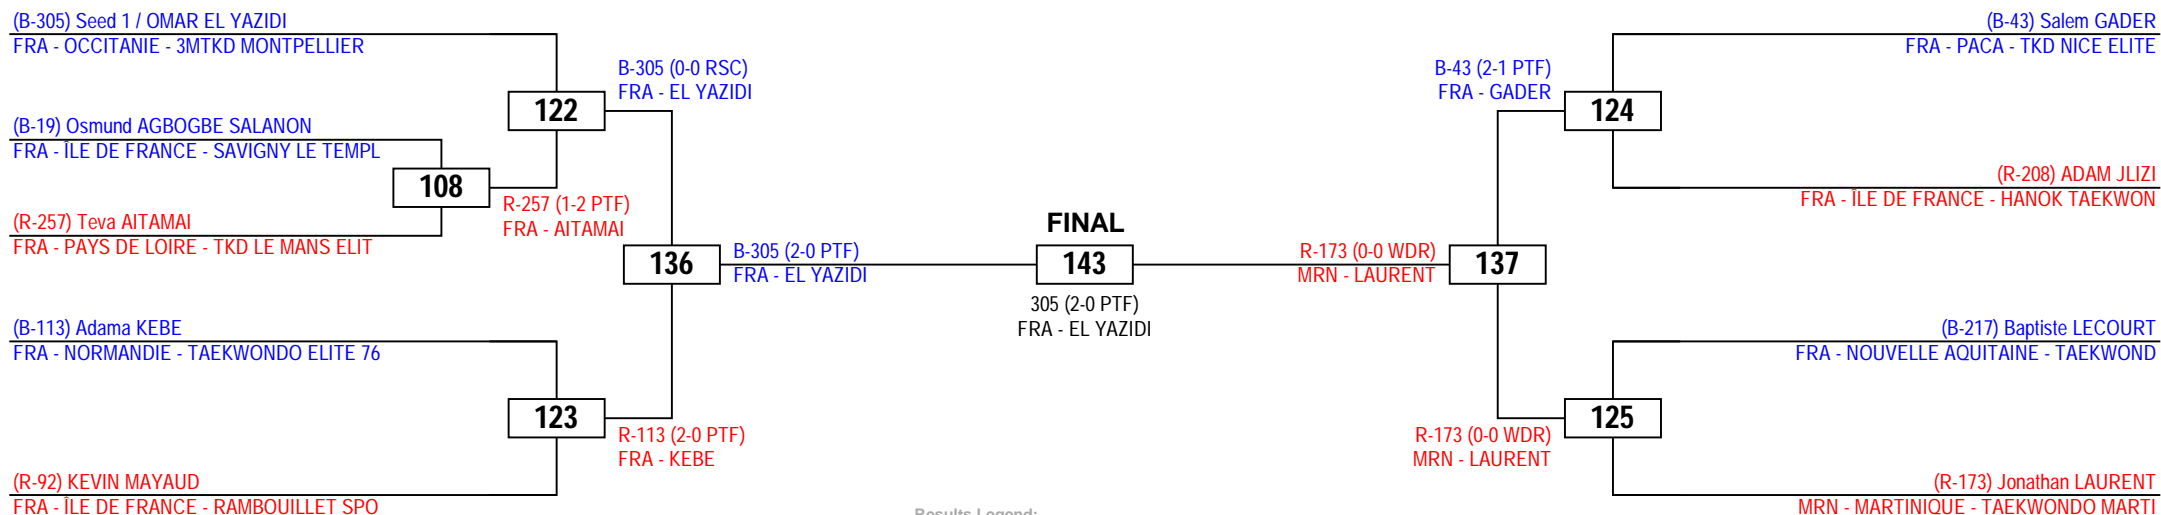 (B-305) Seed 1 / OMAR EL YAZIDI
FRA - OCCITANIE - 3MTKD MONTPELLIER
B-305 (0-0 RSC)
FRA - EL YAZIDI
122
(B-19) Osmund AGBOGBE SALANON
FRA - ÎLE DE FRANCE - SAVIGNY LE TEMPL
108
R-257 (1-2 PTF)
FRA - AITAMAI
(R-257) Teva AITAMAI
FRA - PAYS DE LOIRE - TKD LE MANS ELIT
136
B-305 (2-0 PTF)
FRA - EL YAZIDI
(B-113) Adama KEBE
FRA - NORMANDIE - TAEKWONDO ELITE 76
123
R-113 (2-0 PTF)
FRA - KEBE
(R-92) KEVIN MAYAUD
FRA - ÎLE DE FRANCE - RAMBOUILLET SPO
FINAL
143
305 (2-0 PTF)
FRA - EL YAZIDI
Results Legend:
(B-43) Salem GADER
FRA - PACA - TKD NICE ELITE
B-43 (2-1 PTF)
FRA - GADER
124
(R-208) ADAM JLIZI
FRA - ÎLE DE FRANCE - HANOK TAEKWON
R-173 (0-0 WDR)
MRN - LAURENT
137
(B-217) Baptiste LECOURT
FRA - NOUVELLE AQUITAINE - TAEKWOND
125
R-173 (0-0 WDR)
MRN - LAURENT
(R-173) Jonathan LAURENT
MRN - MARTINIQUE - TAEKWONDO MARTI